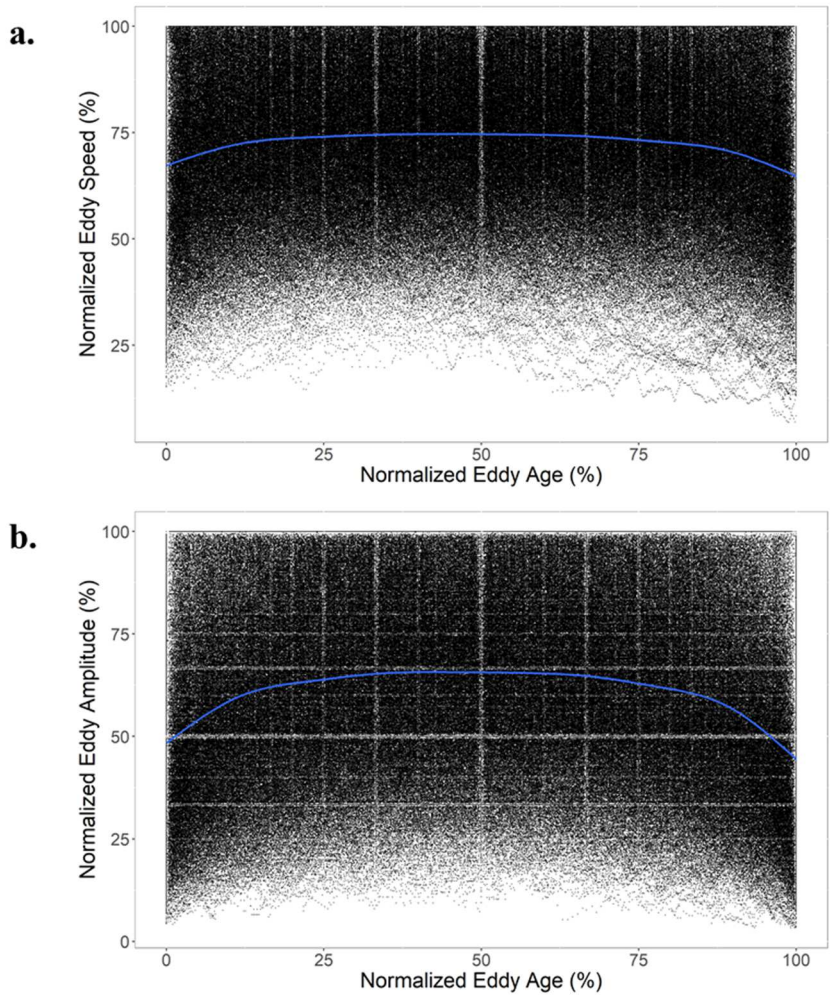 a.
100
75
50
25
Normalized Eddy Speed (%)
0 25 50 75 100
Normalized Eddy Age (%)
b.
100
75
50
25
0
Normalized Eddy Amplitude (%)
0 25 50 75 100
Normalized Eddy Age (%)